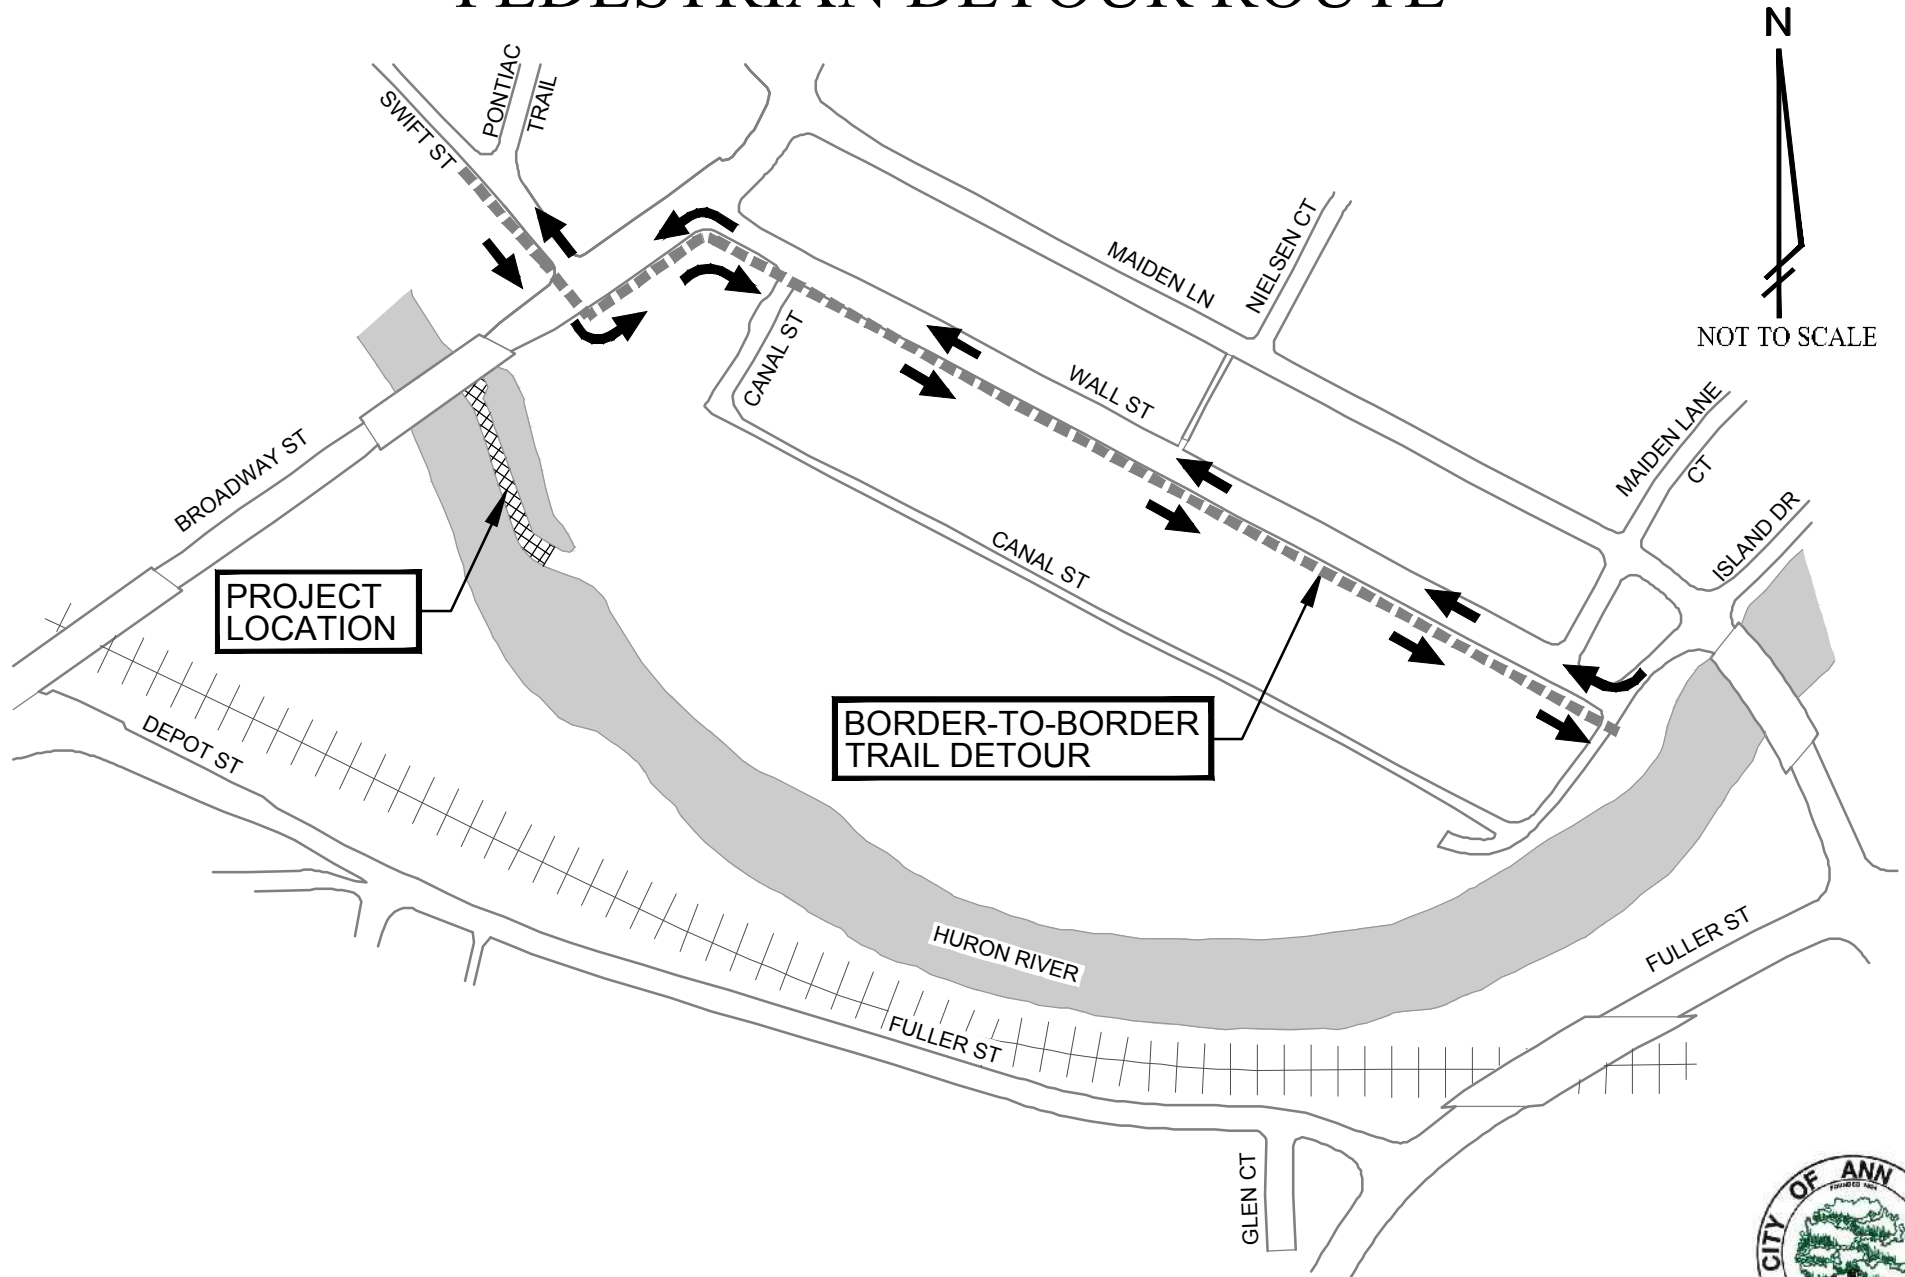 PEDESTRIAN DETOUR ROUTE
N
NOT TO SCALE
SWIFT ST
PONTIAC
TRAIL
MAIDEN LN
NIELSEN CT
CANAL ST
WALL ST
MAIDEN LANE
CT
ISLAND DR
BROADWAY ST
CANAL ST
PROJECT
LOCATION
BORDER-TO-BORDER
TRAIL DETOUR
DEPOT ST
HURON RIVER
FULLER ST
FULLER ST
GLEN CT
CITY OF ANN